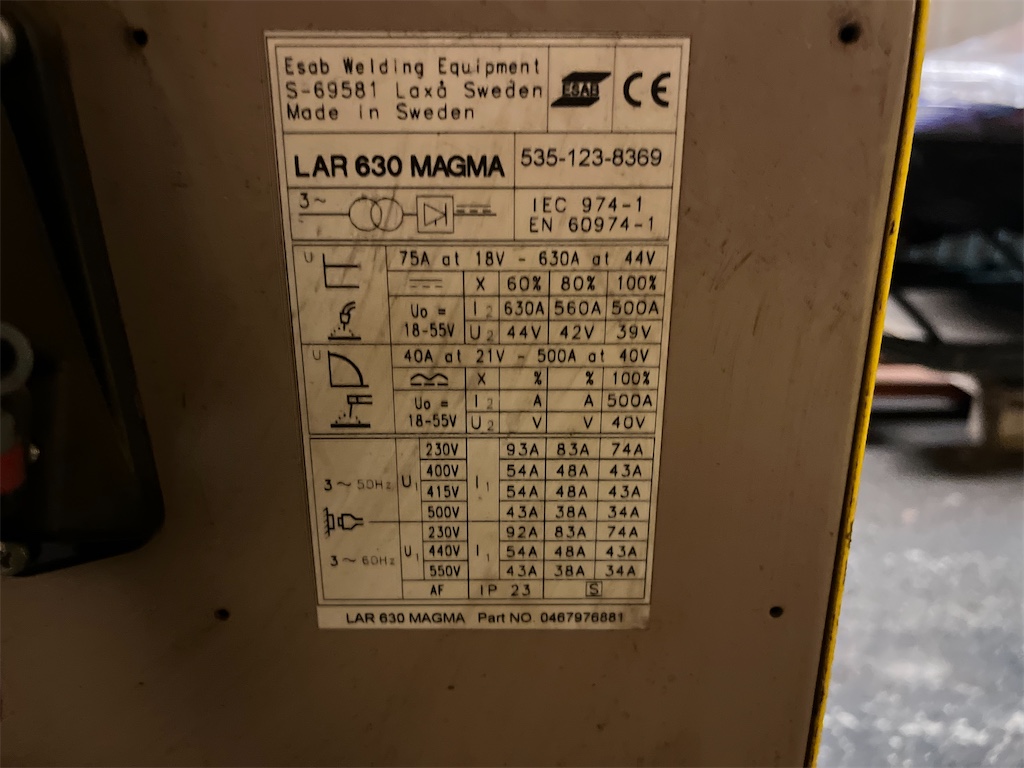 Esab Welding Equipment
S-69581 Laxå Sweden
Made in Sweden
ESAB
CE
LAR 630 MAGMA
535-123-8369
3~
IEC 974-1
EN 60974-1
U
75A at 18V - 630A at 44V
X 60% 80% 100%
Uo = 18-55V
I2 630A 560A 500A
U2 44V 42V 39V
U
40A at 21V - 500A at 40V
X % % 100%
Uo = 18-55V
I2 A A 500A
U2 V V 40V
3~50Hz
U1
I1
230V 93A 83A 74A
400V 54A 48A 43A
415V 54A 48A 43A
500V 43A 38A 34A
3~60Hz
U1
I1
230V 92A 83A 74A
440V 54A 48A 43A
550V 43A 38A 34A
AF IP 23 S
LAR 630 MAGMA Part NO. 0467976881